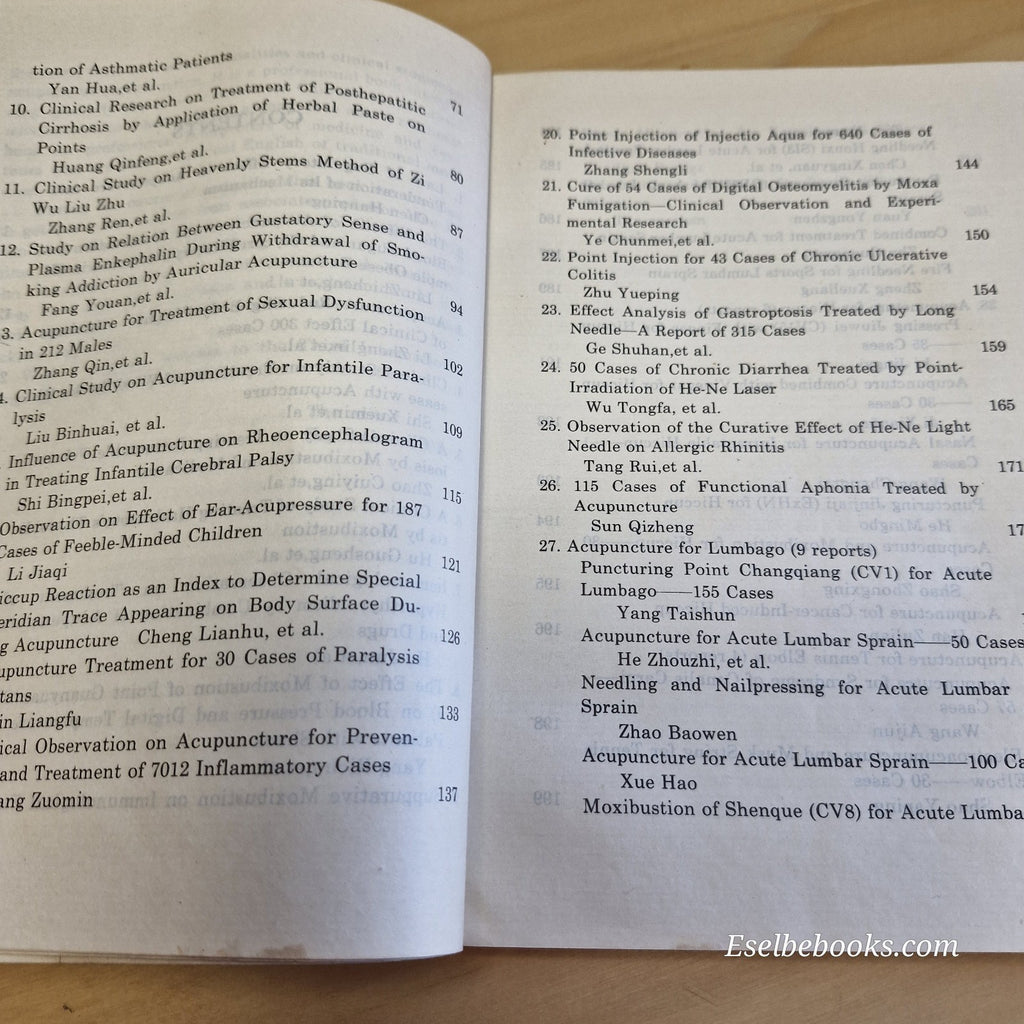 tion of Asthmatic Patients
Yan Hua,et al.
71
10. Clinical Research on Treatment of Posthepatitic
Cirrhosis by Application of Herbal Paste on
Points
Huang Qinfeng,et al.
80
11. Clinical Study on Heavenly Stems Method of Zi
Wu Liu Zhu
Zhang Ren,et al.
87
12. Study on Relation Between Gustatory Sense and
Plasma Enkephalin During Withdrawal of Smo-
king Addiction by Auricular Acupuncture
Fang Youan,et al.
94
3. Acupuncture for Treatment of Sexual Dysfunction
in 212 Males
Zhang Qin,et al.
102
4. Clinical Study on Acupuncture for Infantile Para-
lysis
Liu Binhuai, et al.
109
Influence of Acupuncture on Rheoencephalogram
in Treating Infantile Cerebral Palsy
Shi Bingpei,et al.
115
Observation on Effect of Ear-Acupressure for 187
Cases of Feeble-Minded Children
Li Jiaqi
121
iccup Reaction as an Index to Determine Special
eridian Trace Appearing on Body Surface Du-
g Acupuncture Cheng Lianhu, et al.
126
upuncture Treatment for 30 Cases of Paralysis
tans
in Liangfu
133
ical Observation on Acupuncture for Preven-
and Treatment of 7012 Inflammatory Cases
ang Zuomin
137
20. Point Injection of Injectio Aqua for 640 Cases of
Infective Diseases
Zhang Shengli
144
21. Cure of 54 Cases of Digital Osteomyelitis by Moxa
Fumigation—Clinical Observation and Experi-
mental Research
Ye Chunmei,et al.
150
22. Point Injection for 43 Cases of Chronic Ulcerative
Colitis
Zhu Yueping
154
23. Effect Analysis of Gastroptosis Treated by Long
Needle—A Report of 315 Cases
Ge Shuhan,et al.
159
24. 50 Cases of Chronic Diarrhea Treated by Point-
Irradiation of He-Ne Laser
Wu Tongfa, et al.
165
25. Observation of the Curative Effect of He-Ne Light
Needle on Allergic Rhinitis
Tang Rui,et al.
171
26. 115 Cases of Functional Aphonia Treated by
Acupuncture
Sun Qizheng
17
27. Acupuncture for Lumbago (9 reports)
Puncturing Point Changqiang (CV1) for Acute
Lumbago——155 Cases
Yang Taishun
Acupuncture for Acute Lumbar Sprain——50 Cases
He Zhouzhi, et al.
Needling and Nailpressing for Acute Lumbar
Sprain
Zhao Baowen
Acupuncture for Acute Lumbar Sprain——100 Ca
Xue Hao
Moxibustion of Shenque (CV8) for Acute Lumba
Eselbebooks.com